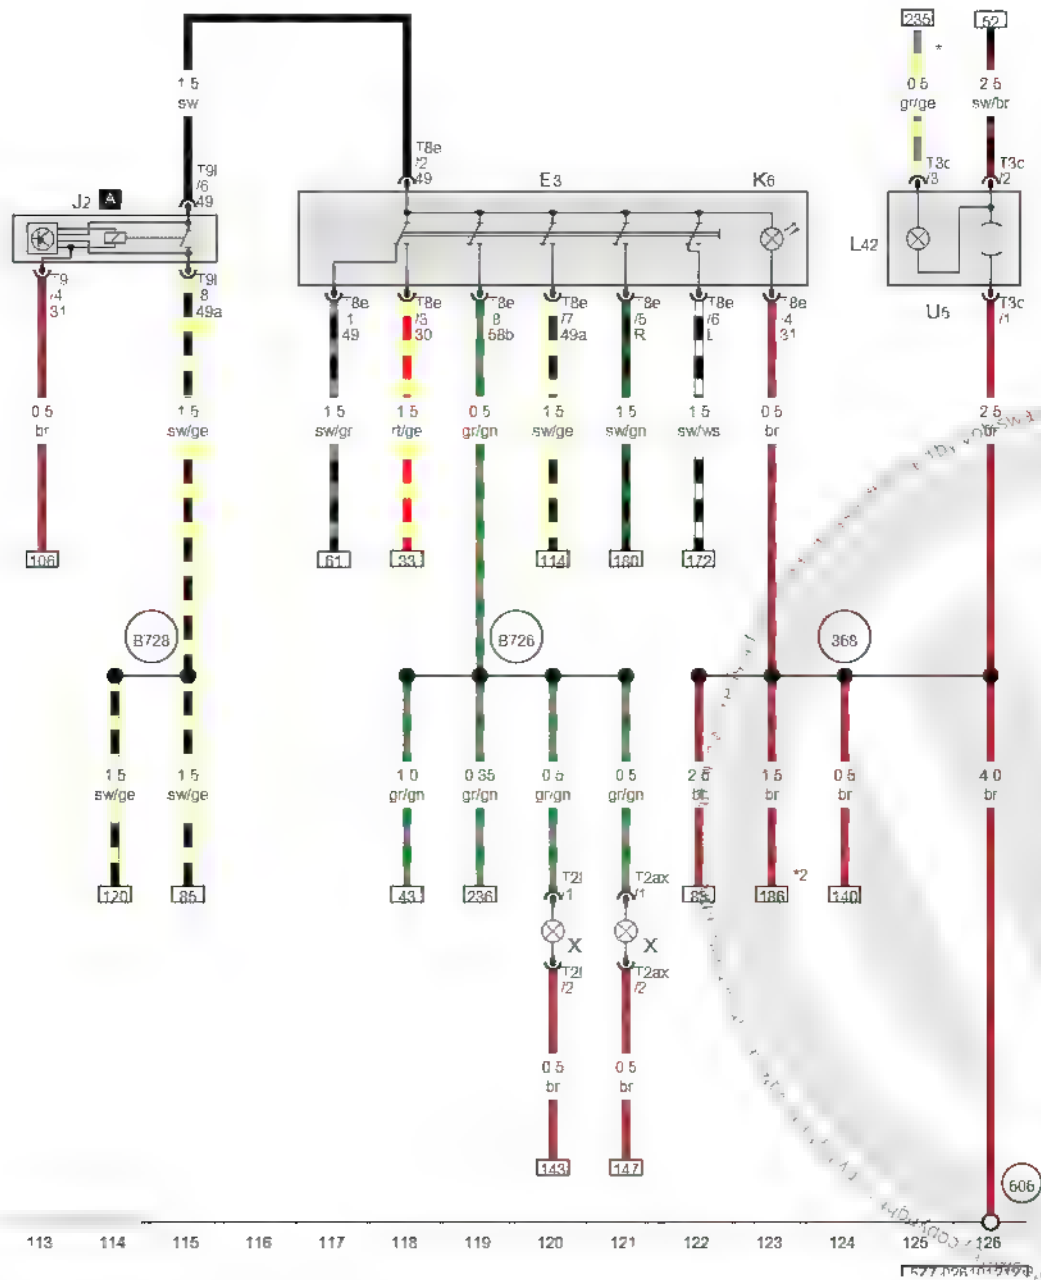 235
52
*
1 5
sw
0 5
gr/ge
2 5
sw/br
T8e
/2
49
T9l
/6
49
T3c
/3
T3c
/2
J2
A
E3
K6
L42
U5
/4
31
T9l
8
49a
T8e
1
49
T8e
/3
30
T8e
8
58b
T8e
/7
49a
T8e
/5
R
T8e
/6
L
T8e
4
31
T3c
/1
0 5
br
1 5
sw/ge
1 5
sw/gr
1 5
rt/ge
0 5
gr/gn
1 5
sw/ge
1 5
sw/gn
1 5
sw/ws
0 5
br
2 5
br
106
61
33
114
180
172
B728
B726
368
1 5
sw/ge
1 5
sw/ge
1 0
gr/gn
0 35
gr/gn
0 5
gr/gn
0 5
gr/gn
2 5
br
1 5
br
0 5
br
4 0
br
120
85
43
236
T2l
/1
T2ax
/1
186
*2
140
X
X
T2l
/2
T2ax
/2
0 5
br
0 5
br
143
147
606
113 114 115 116 117 118 119 120 121 122 123 124 125 126